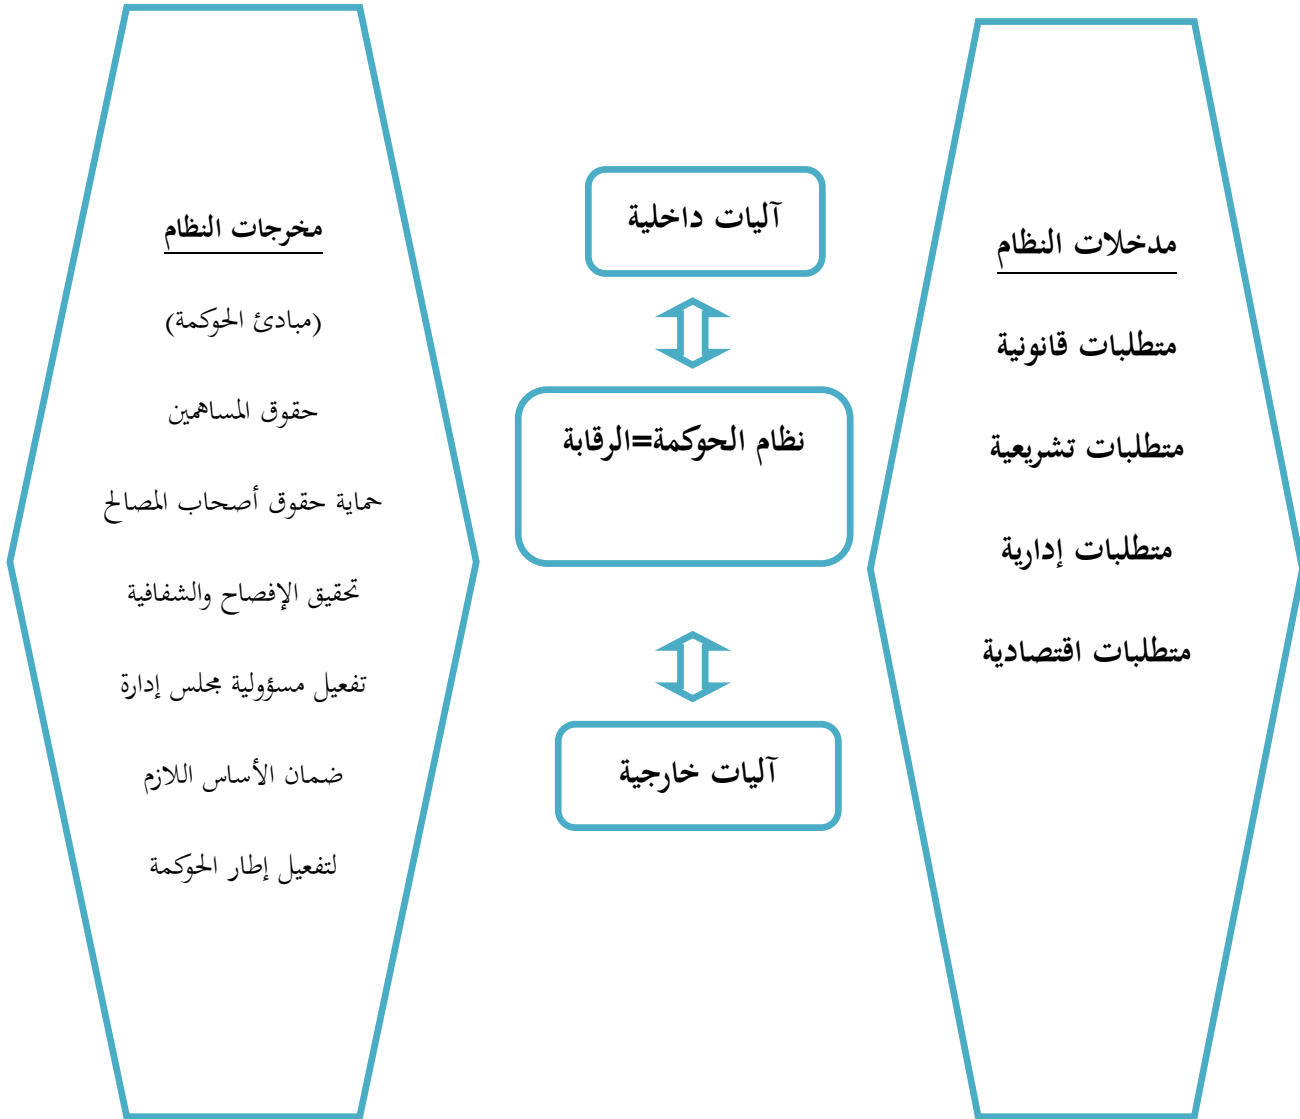 مدخلات النظام
متطلبات قانونية
متطلبات تشريعية
متطلبات إدارية
متطلبات اقتصادية
آليات داخلية
نظام الحوكمة=الرقابة
آليات خارجية
مخرجات النظام
(مبادئ الحوكمة)
حقوق المساهمين
حماية حقوق أصحاب المصالح
تحقيق الإفصاح والشفافية
تفعيل مسؤولية مجلس إدارة
ضمان الأساس اللازم
لتفعيل إطار الحوكمة